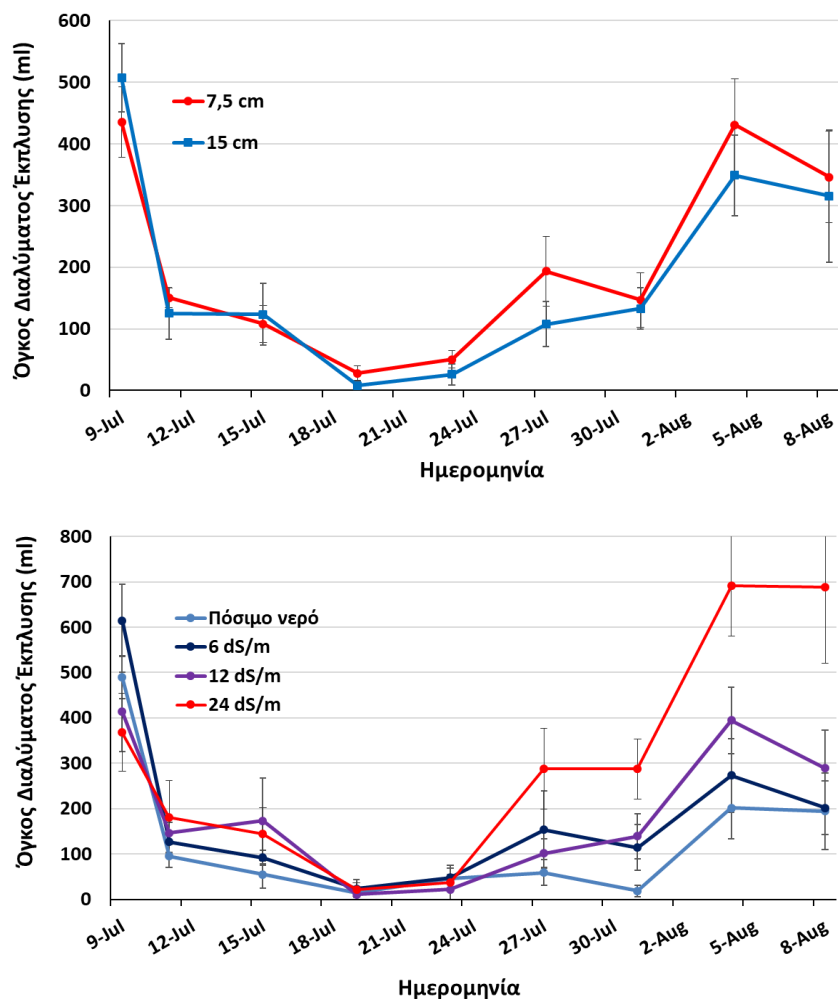 Όγκος Διαλύματος Έκπλυσης (ml)
600
500
400
300
200
100
0
7,5 cm
15 cm
9-Jul
12-Jul
15-Jul
18-Jul
21-Jul
24-Jul
27-Jul
30-Jul
2-Aug
5-Aug
8-Aug
Ημερομηνία
Όγκος Διαλύματος Έκπλυσης (ml)
800
700
600
500
400
300
200
100
0
Πόσιμο νερό
6 dS/m
12 dS/m
24 dS/m
9-Jul
12-Jul
15-Jul
18-Jul
21-Jul
24-Jul
27-Jul
30-Jul
2-Aug
5-Aug
8-Aug
Ημερομηνία